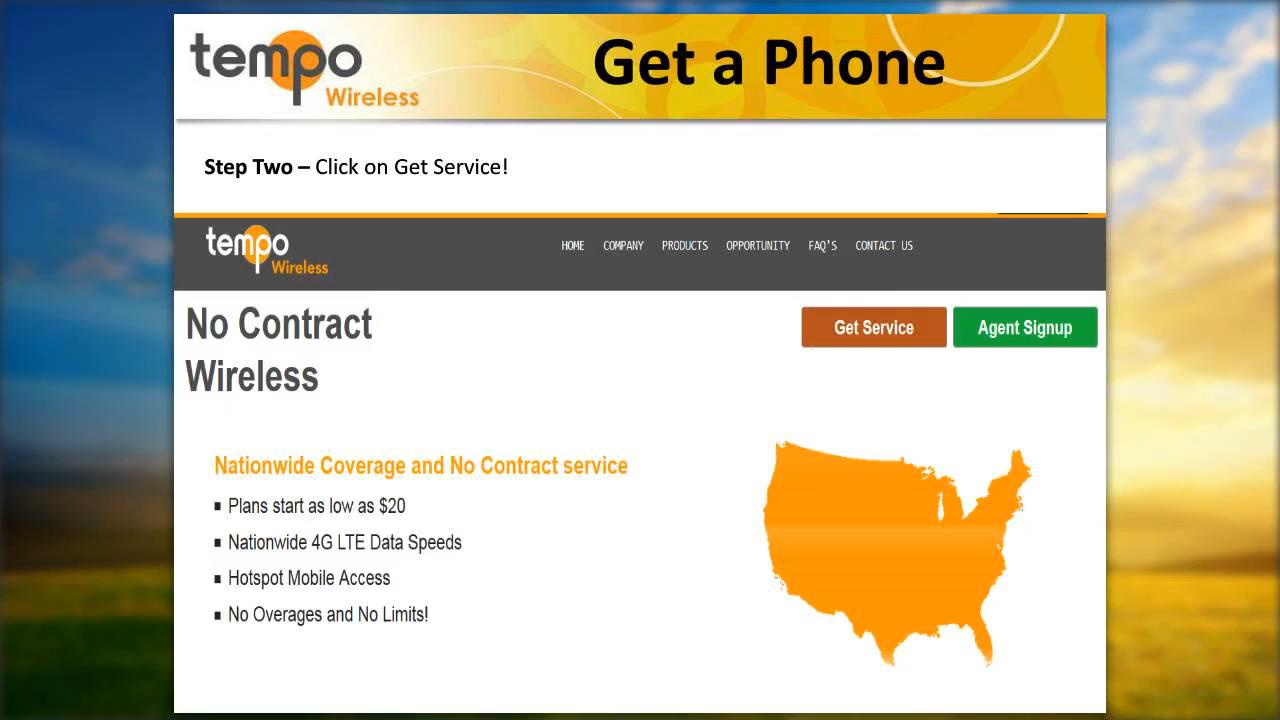 tempo
Wireless
Get a Phone
Step Two – Click on Get Service!
tempo
Wireless
HOME COMPANY PRODUCTS OPPORTUNITY FAQ'S CONTACT US
No Contract
Wireless
Get Service
Agent Signup
Nationwide Coverage and No Contract service
▪ Plans start as low as $20
▪ Nationwide 4G LTE Data Speeds
▪ Hotspot Mobile Access
▪ No Overages and No Limits!